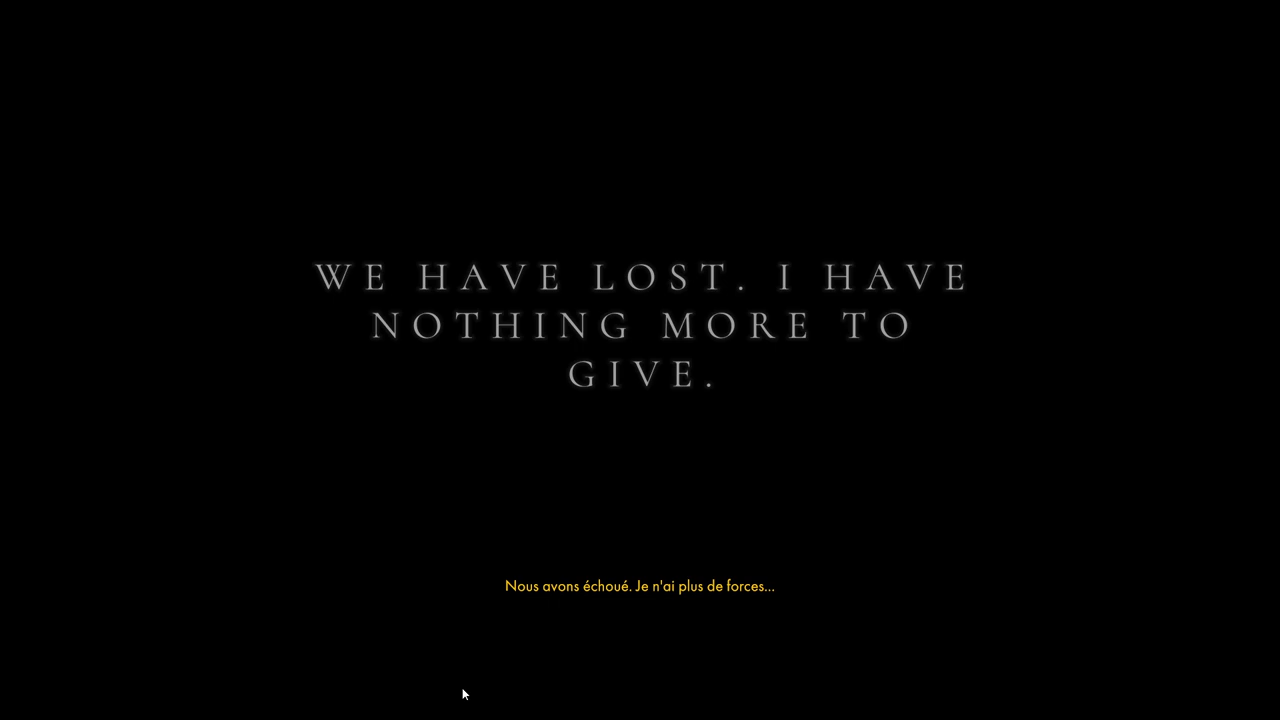 WE HAVE LOST. I HAVE
NOTHING MORE TO
GIVE.
Nous avons échoué. Je n'ai plus de forces...